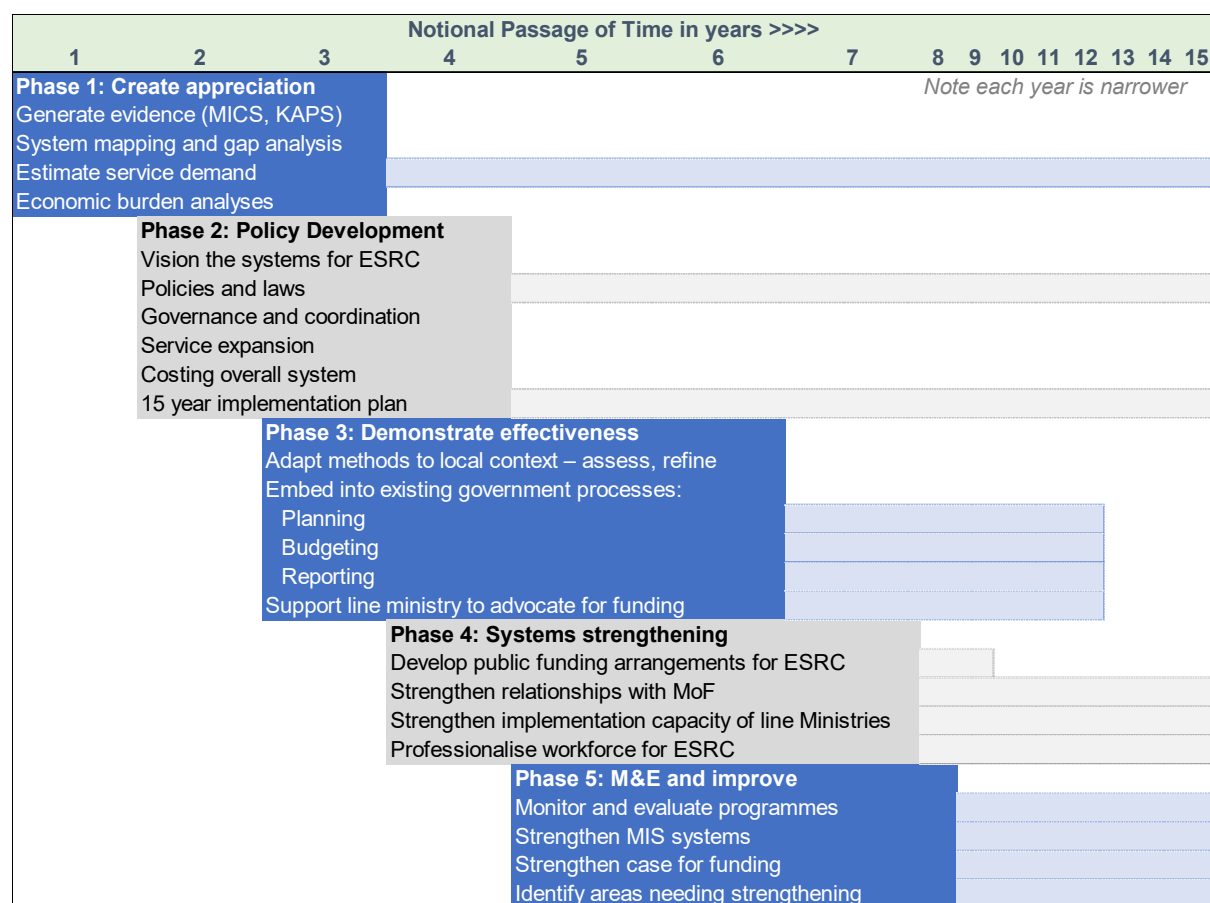 Notional Passage of Time in years >>>>
1 2 3 4 5 6 7 8 9 10 11 12 13 14 15
Phase 1: Create appreciation
Note each year is narrower
Generate evidence (MICS, KAPS)
System mapping and gap analysis
Estimate service demand
Economic burden analyses
Phase 2: Policy Development
Vision the systems for ESRC
Policies and laws
Governance and coordination
Service expansion
Costing overall system
15 year implementation plan
Phase 3: Demonstrate effectiveness
Adapt methods to local context – assess, refine
Embed into existing government processes:
Planning
Budgeting
Reporting
Support line ministry to advocate for funding
Phase 4: Systems strengthening
Develop public funding arrangements for ESRC
Strengthen relationships with MoF
Strengthen implementation capacity of line Ministries
Professionalise workforce for ESRC
Phase 5: M&E and improve
Monitor and evaluate programmes
Strengthen MIS systems
Strengthen case for funding
Identify areas needing strengthening